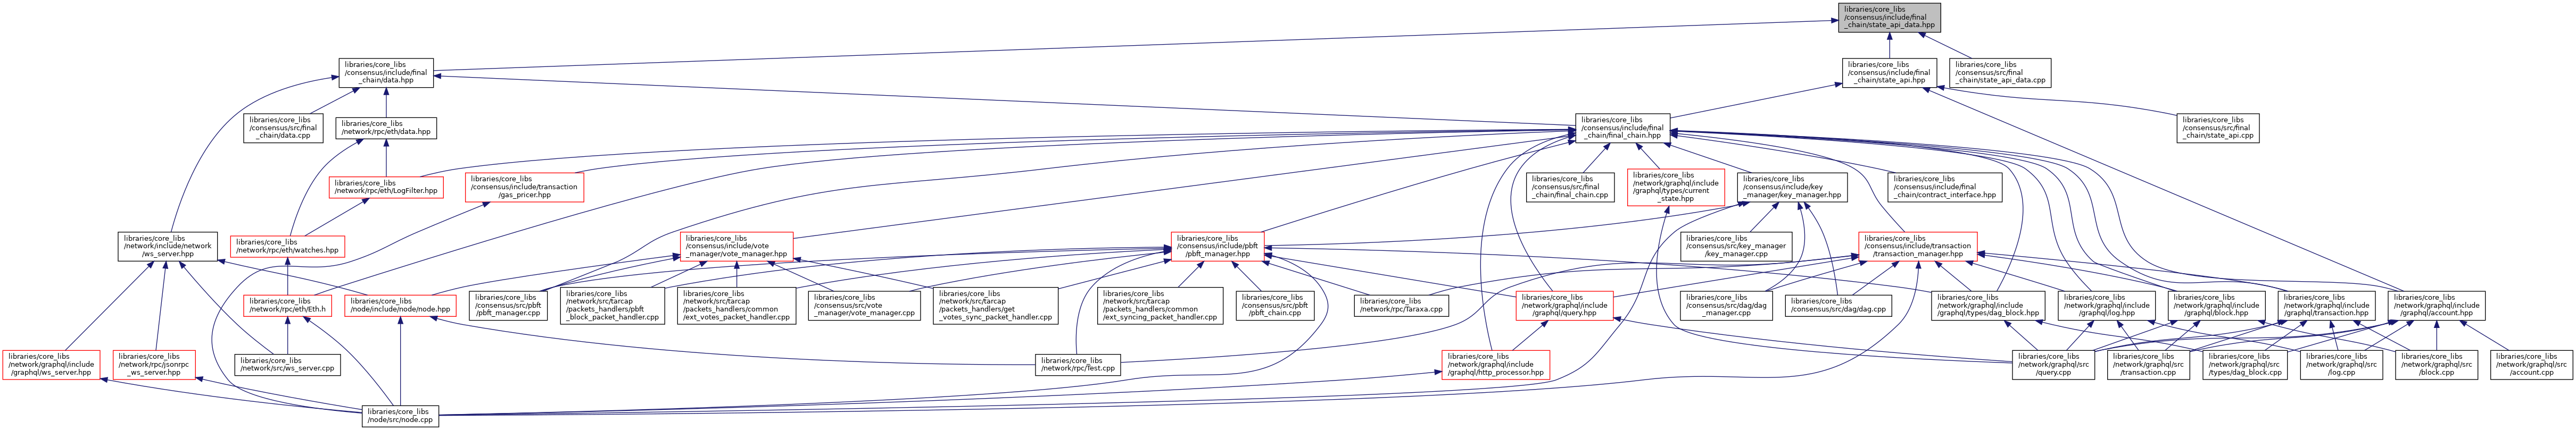 libraries/core_libs
/consensus/include/final
_chain/state_api_data.hpp
libraries/core_libs
/consensus/include/final
_chain/data.hpp
libraries/core_libs
/consensus/include/final
_chain/state_api.hpp
libraries/core_libs
/consensus/src/final
_chain/state_api_data.cpp
libraries/core_libs
/consensus/src/final
_chain/data.cpp
libraries/core_libs
/network/rpc/eth/data.hpp
libraries/core_libs
/consensus/include/final
_chain/final_chain.hpp
libraries/core_libs
/consensus/src/final
_chain/state_api.cpp
libraries/core_libs
/network/rpc/eth/LogFilter.hpp
libraries/core_libs
/consensus/include/transaction
/gas_pricer.hpp
libraries/core_libs
/consensus/src/final
_chain/final_chain.cpp
libraries/core_libs
/network/graphql/include
/graphql/types/current
_state.hpp
libraries/core_libs
/consensus/include/key
_manager/key_manager.hpp
libraries/core_libs
/consensus/include/final
_chain/contract_interface.hpp
libraries/core_libs
/network/include/network
/ws_server.hpp
libraries/core_libs
/network/rpc/eth/watches.hpp
libraries/core_libs
/consensus/include/vote
_manager/vote_manager.hpp
libraries/core_libs
/consensus/include/pbft
/pbft_manager.hpp
libraries/core_libs
/consensus/src/key_manager
/key_manager.cpp
libraries/core_libs
/consensus/include/transaction
/transaction_manager.hpp
libraries/core_libs
/network/rpc/eth/Eth.h
libraries/core_libs
/node/include/node/node.hpp
libraries/core_libs
/consensus/src/pbft
/pbft_manager.cpp
libraries/core_libs
/network/src/tarcap
/packets_handlers/pbft
_block_packet_handler.cpp
libraries/core_libs
/network/src/tarcap
/packets_handlers/common
/ext_votes_packet_handler.cpp
libraries/core_libs
/consensus/src/vote
_manager/vote_manager.cpp
libraries/core_libs
/network/src/tarcap
/packets_handlers/get
_votes_sync_packet_handler.cpp
libraries/core_libs
/network/src/tarcap
/packets_handlers/common
/ext_syncing_packet_handler.cpp
libraries/core_libs
/consensus/src/pbft
/pbft_chain.cpp
libraries/core_libs
/network/rpc/Taraxa.cpp
libraries/core_libs
/network/graphql/include
/graphql/query.hpp
libraries/core_libs
/consensus/src/dag/dag
_manager.cpp
libraries/core_libs
/consensus/src/dag/dag.cpp
libraries/core_libs
/network/graphql/include
/graphql/types/dag_block.hpp
libraries/core_libs
/network/graphql/include
/graphql/log.hpp
libraries/core_libs
/network/graphql/include
/graphql/block.hpp
libraries/core_libs
/network/graphql/include
/graphql/transaction.hpp
libraries/core_libs
/network/graphql/include
/graphql/account.hpp
libraries/core_libs
/network/graphql/include
/graphql/ws_server.hpp
libraries/core_libs
/network/rpc/jsonrpc
_ws_server.hpp
libraries/core_libs
/network/src/ws_server.cpp
libraries/core_libs
/network/rpc/Test.cpp
libraries/core_libs
/network/graphql/include
/graphql/http_processor.hpp
libraries/core_libs
/network/graphql/src
/query.cpp
libraries/core_libs
/network/graphql/src
/transaction.cpp
libraries/core_libs
/network/graphql/src
/types/dag_block.cpp
libraries/core_libs
/network/graphql/src
/log.cpp
libraries/core_libs
/network/graphql/src
/block.cpp
libraries/core_libs
/network/graphql/src
/account.cpp
libraries/core_libs
/node/src/node.cpp